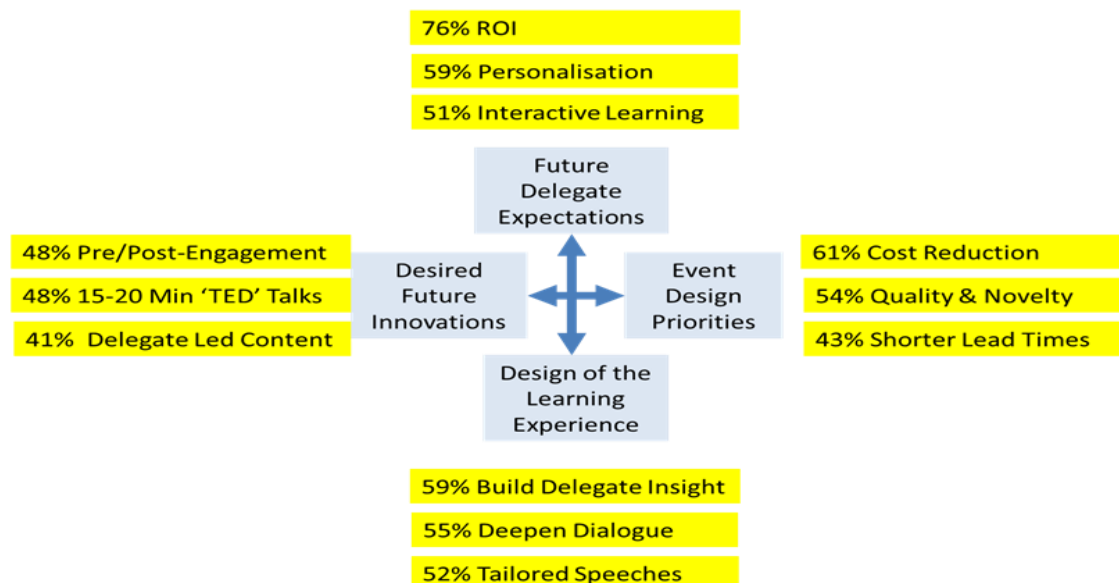 76% ROI
59% Personalisation
51% Interactive Learning
Future
Delegate
Expectations
48% Pre/Post-Engagement
48% 15-20 Min ‘TED’ Talks
41%  Delegate Led Content
Desired
Future
Innovations
Event
Design
Priorities
61% Cost Reduction
54% Quality & Novelty
43% Shorter Lead Times
Design of the
Learning
Experience
59% Build Delegate Insight
55% Deepen Dialogue
52% Tailored Speeches